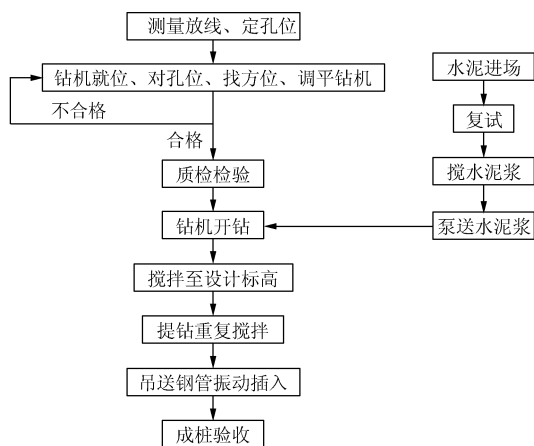 测量放线、定孔位
钻机就位、对孔位、找方位、调平钻机
不合格
合格
质检检验
钻机开钻
搅拌至设计标高
提钻重复搅拌
吊送钢管振动插入
成桩验收
水泥进场
复试
搅水泥浆
泵送水泥浆